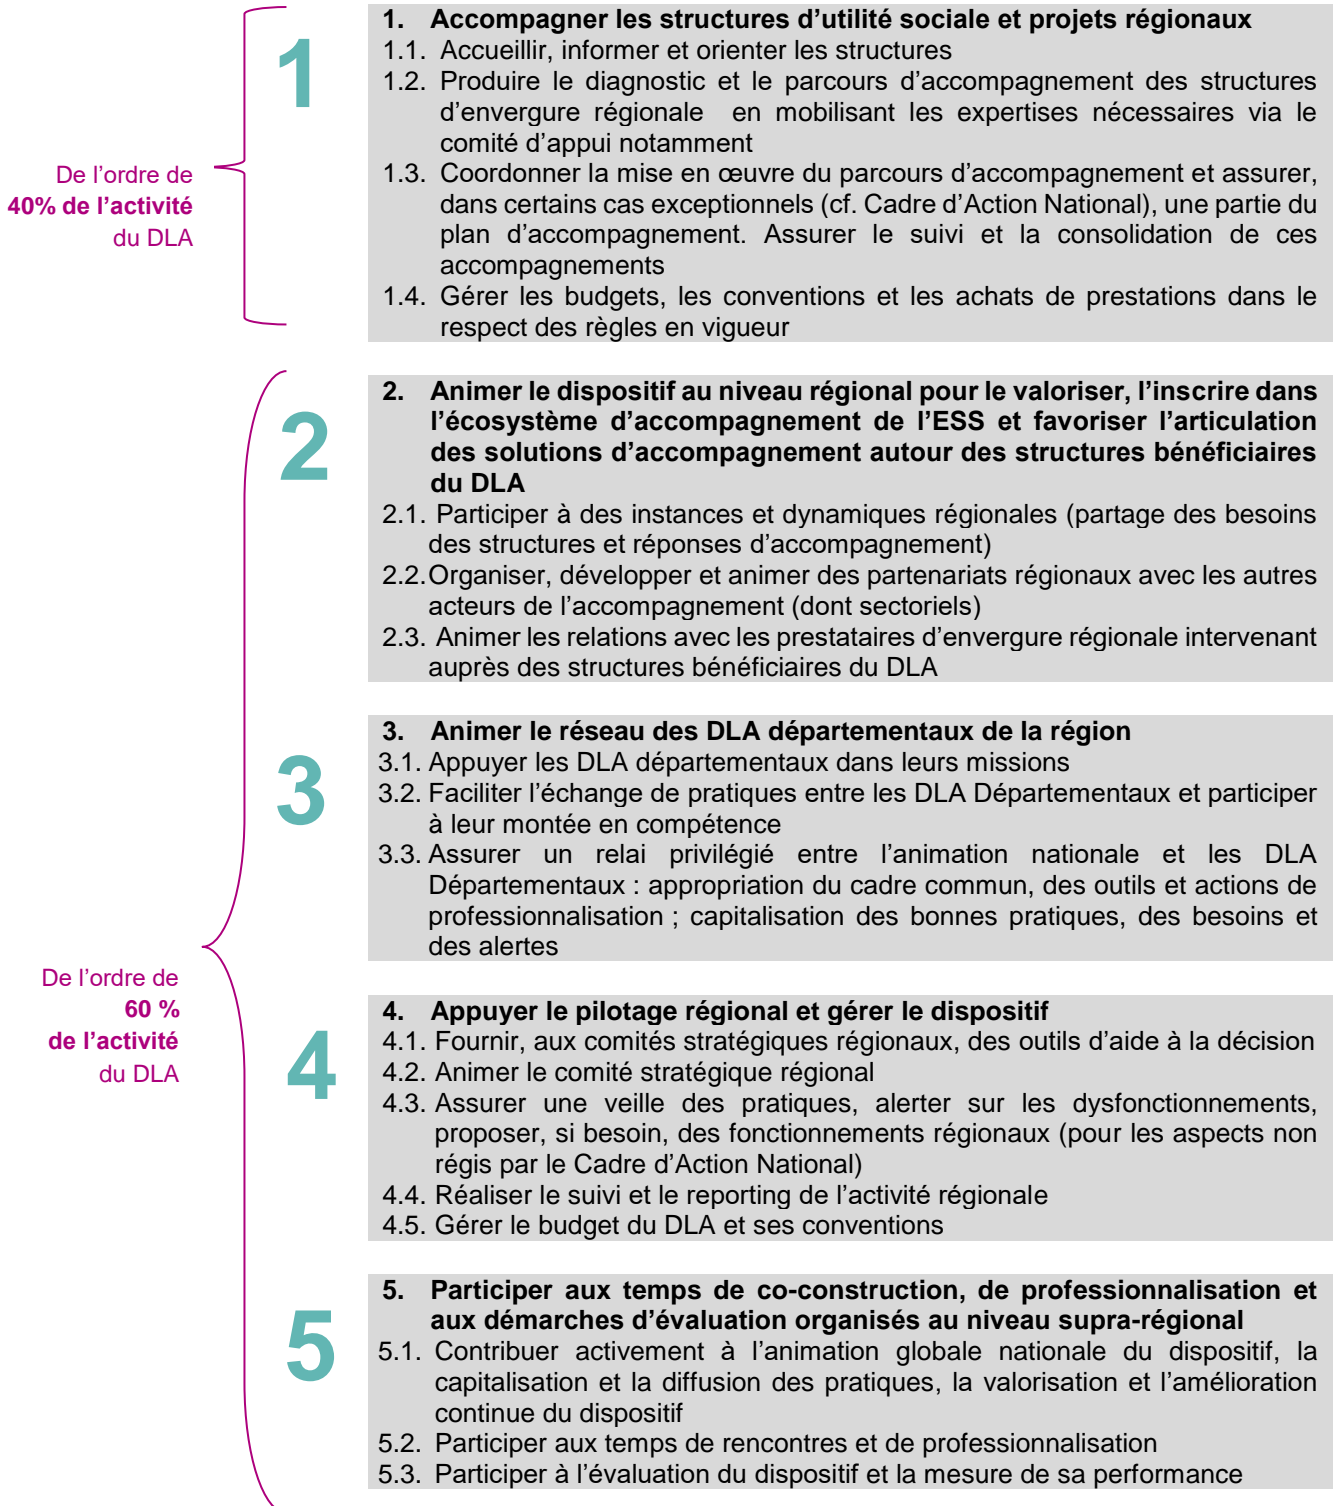 1
De l’ordre de
40% de l’activité
du DLA
1. Accompagner les structures d’utilité sociale et projets régionaux
1.1. Accueillir, informer et orienter les structures
1.2. Produire le diagnostic et le parcours d’accompagnement des structures
d’envergure régionale en mobilisant les expertises nécessaires via le
comité d’appui notamment
1.3. Coordonner la mise en œuvre du parcours d’accompagnement et assurer,
dans certains cas exceptionnels (cf. Cadre d’Action National), une partie du
plan d’accompagnement. Assurer le suivi et la consolidation de ces
accompagnements
1.4. Gérer les budgets, les conventions et les achats de prestations dans le
respect des règles en vigueur
De l’ordre de
60 %
de l’activité
du DLA
2
2. Animer le dispositif au niveau régional pour le valoriser, l’inscrire dans
l’écosystème d’accompagnement de l’ESS et favoriser l’articulation
des solutions d’accompagnement autour des structures bénéficiaires
du DLA
2.1. Participer à des instances et dynamiques régionales (partage des besoins
des structures et réponses d’accompagnement)
2.2. Organiser, développer et animer des partenariats régionaux avec les autres
acteurs de l’accompagnement (dont sectoriels)
2.3. Animer les relations avec les prestataires d’envergure régionale intervenant
auprès des structures bénéficiaires du DLA
3
3. Animer le réseau des DLA départementaux de la région
3.1. Appuyer les DLA départementaux dans leurs missions
3.2. Faciliter l’échange de pratiques entre les DLA Départementaux et participer
à leur montée en compétence
3.3. Assurer un relai privilégié entre l’animation nationale et les DLA
Départementaux : appropriation du cadre commun, des outils et actions de
professionnalisation ; capitalisation des bonnes pratiques, des besoins et
des alertes
4
4. Appuyer le pilotage régional et gérer le dispositif
4.1. Fournir, aux comités stratégiques régionaux, des outils d’aide à la décision
4.2. Animer le comité stratégique régional
4.3. Assurer une veille des pratiques, alerter sur les dysfonctionnements,
proposer, si besoin, des fonctionnements régionaux (pour les aspects non
régis par le Cadre d’Action National)
4.4. Réaliser le suivi et le reporting de l’activité régionale
4.5. Gérer le budget du DLA et ses conventions
5
5. Participer aux temps de co-construction, de professionnalisation et
aux démarches d’évaluation organisés au niveau supra-régional
5.1. Contribuer activement à l’animation globale nationale du dispositif, la
capitalisation et la diffusion des pratiques, la valorisation et l’amélioration
continue du dispositif
5.2. Participer aux temps de rencontres et de professionnalisation
5.3. Participer à l’évaluation du dispositif et la mesure de sa performance